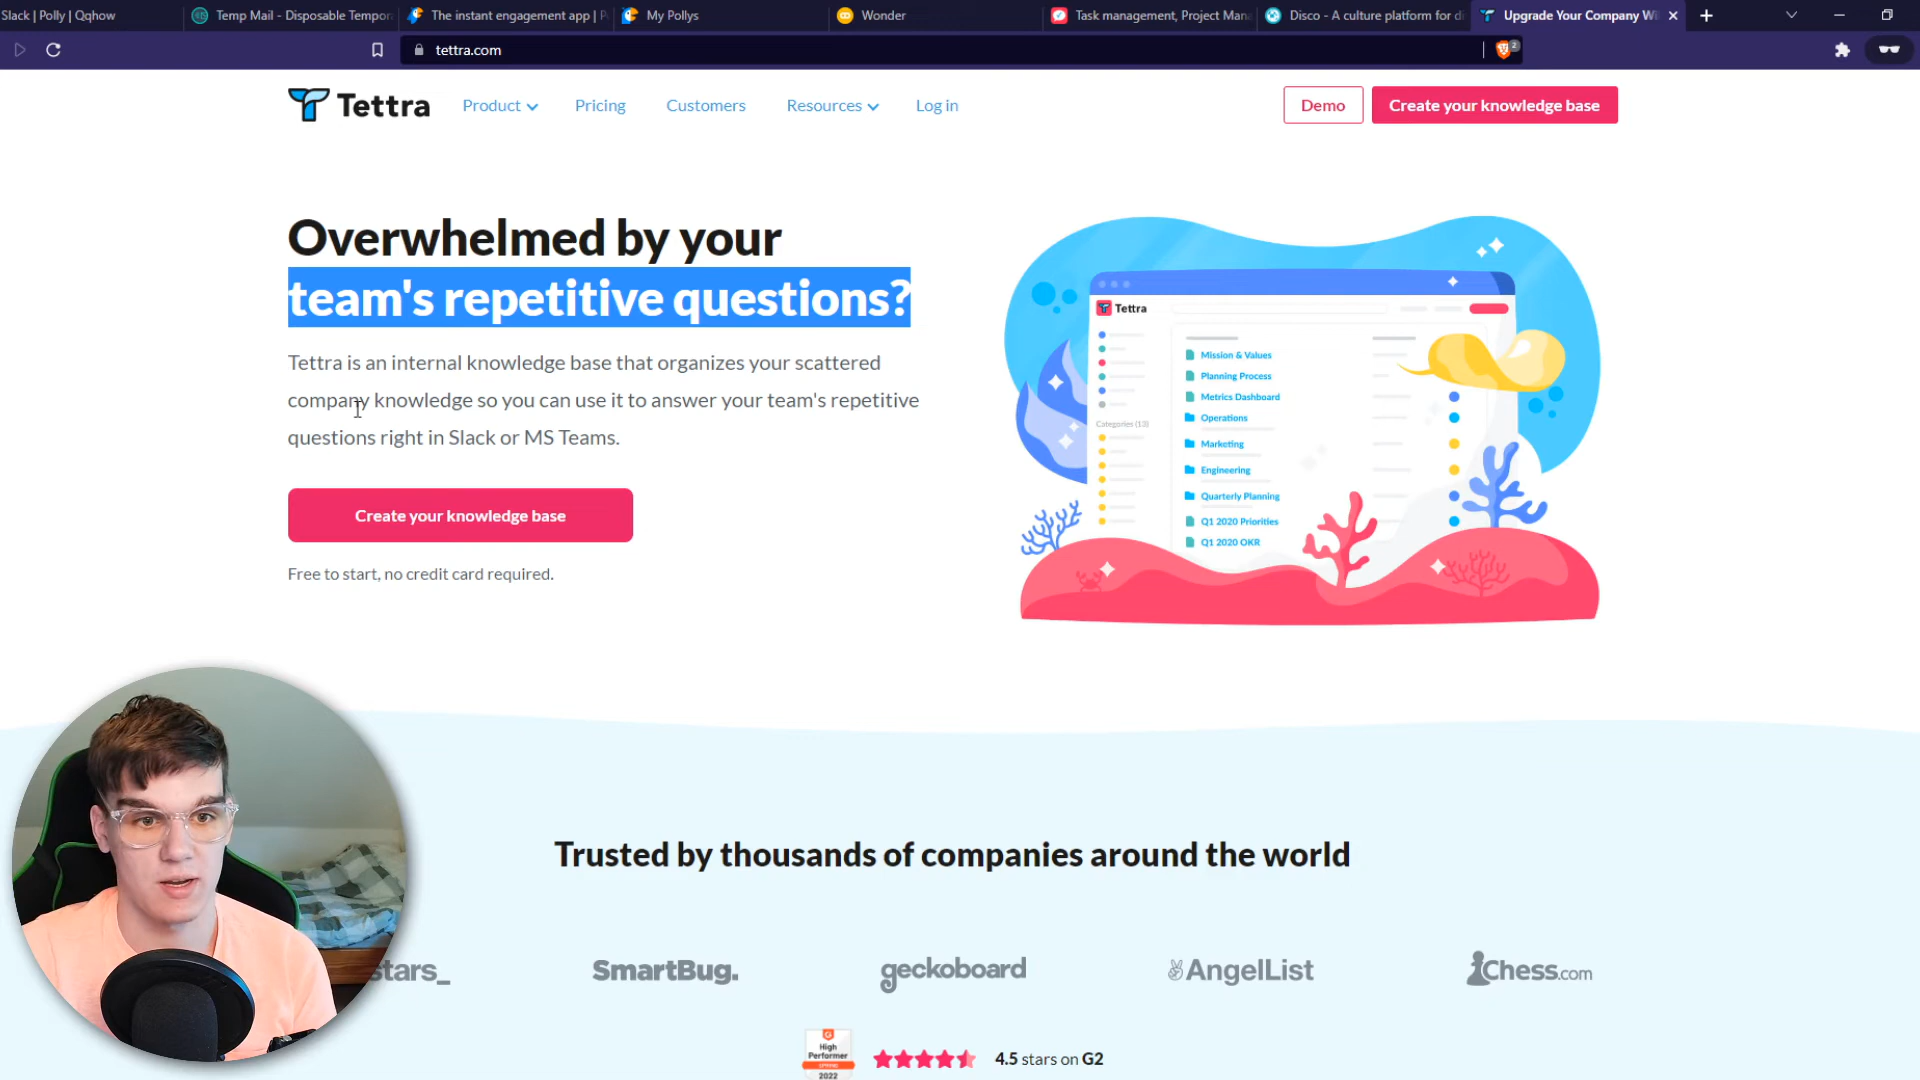 Slack | Polly | Qqhow
Temp Mail - Disposable Tempor
The instant engagement app | P
My Pollys
Wonder
Task management, Project Man
Disco - A culture platform for di
Upgrade Your Company Wi
tettra.com
2
Tettra
Product
Pricing
Customers
Resources
Log in
Demo
Create your knowledge base
Overwhelmed by your
team's repetitive questions?
Tettra is an internal knowledge base that organizes your scattered
company knowledge so you can use it to answer your team's repetitive
questions right in Slack or MS Teams.
Create your knowledge base
Free to start, no credit card required.
Tettra
Categories (13)
Mission & Values
Planning Process
Metrics Dashboard
Operations
Marketing
Engineering
Quarterly Planning
Q1 2020 Priorities
Q1 2020 OKR
Trusted by thousands of companies around the world
stars_
SmartBug.
geckoboard
AngelList
Chess.com
High
Performer
SPRING
2022
4.5 stars on G2